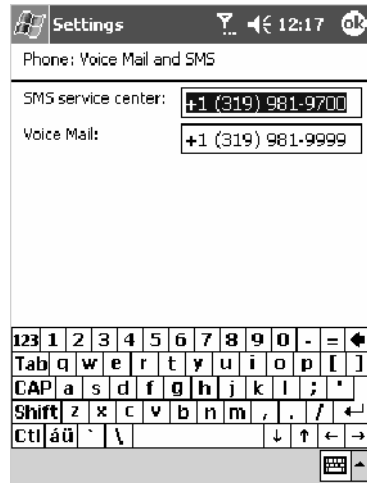 Settings 12:17 ok
Phone: Voice Mail and SMS
SMS service center: +1 (319) 981-9700
Voice Mail: +1 (319) 981-9999
123 1 2 3 4 5 6 7 8 9 0 - =
Tab q w e r t y u i o p [ ]
CAP a s d f g h j k l ; '
Shift z x c v b n m , . /
Ctl áü ` \